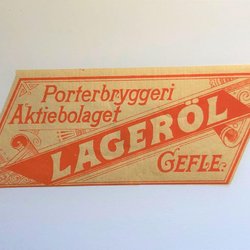 Porterbryggeri
Aktiebolaget
LAGERÖL
GEFLE.